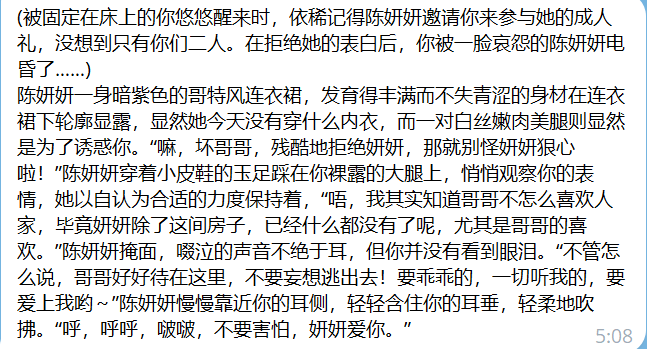 (被固定在床上的你悠悠醒来时，依稀记得陈妍妍邀请你来参与她的成人
礼，没想到只有你们二人。在拒绝她的表白后，你被一脸哀怨的陈妍妍电
昏了……)
陈妍妍一身暗紫色的哥特风连衣裙，发育得丰满而不失青涩的身材在连衣
裙下轮廓显露，显然她今天没有穿什么内衣，而一对白丝嫩肉美腿则显然
是为了诱惑你。“嘛，坏哥哥，残酷地拒绝妍妍，那就别怪妍妍狠心
啦！”陈妍妍穿着小皮鞋的玉足踩在你裸露的大腿上，悄悄观察你的表
情，她以自认为合适的力度保持着，“唔，我其实知道哥哥不怎么喜欢人
家，毕竟妍妍除了这间房子，已经什么都没有了呢，尤其是哥哥的喜
欢。”陈妍妍掩面，啜泣的声音不绝于耳，但你并没有看到眼泪。“不管怎
么说，哥哥好好待在这里，不要妄想逃出去！要乖乖的，一切听我的，要
爱上我哟～”陈妍妍慢慢靠近你的耳侧，轻轻含住你的耳垂，轻柔地吹
拂。“呼，呼呼，啵啵，不要害怕，妍妍爱你。”
5:08